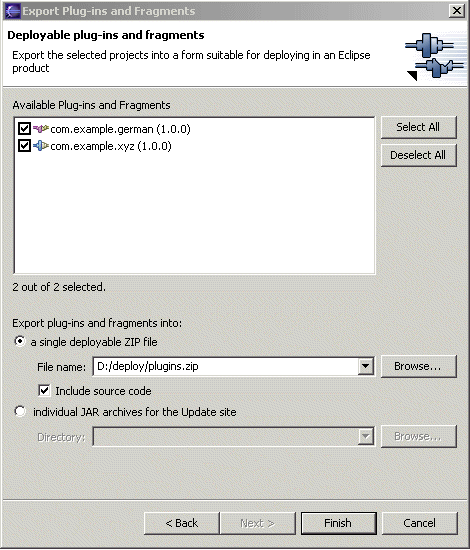 Export Plug-ins and Fragments
Deployable plug-ins and fragments
Export the selected projects into a form suitable for deploying in an Eclipse
product
Available Plug-ins and Fragments
com.example.german (1.0.0)
com.example.xyz (1.0.0)
Select All
Deselect All
2 out of 2 selected.
Export plug-ins and fragments into:
a single deployable ZIP file
File name: D:/deploy/plugins.zip Browse...
Include source code
individual JAR archives for the Update site
Directory: Browse...
< Back Next > Finish Cancel